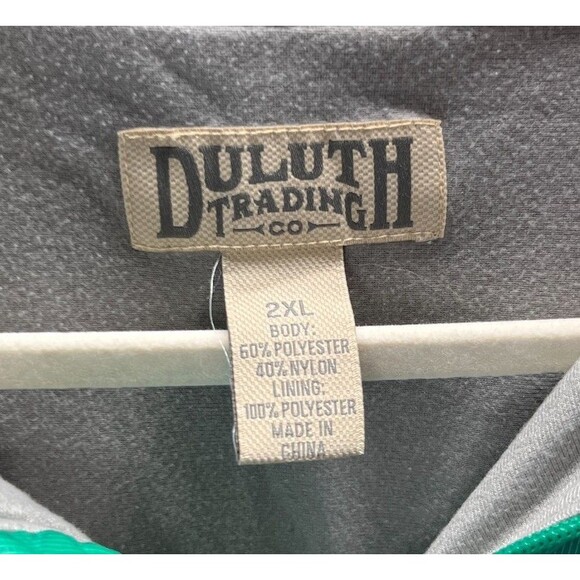 DULUTH
TRADING
CO
2XL
BODY:
60% POLYESTER
40% NYLON
LINING:
100% POLYESTER
MADE IN
CHINA